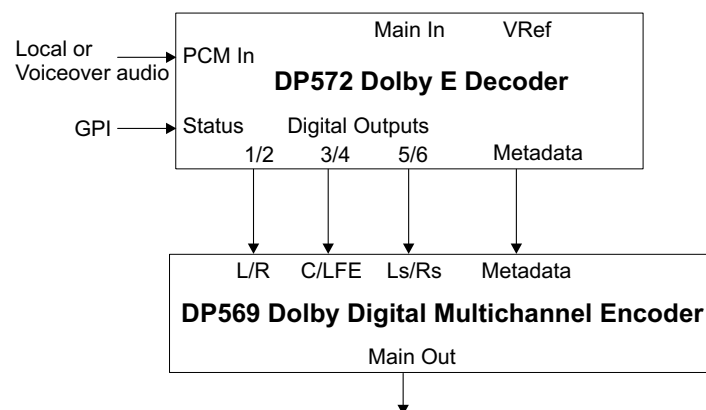 Main In VRef
Local or
Voiceover audio
PCM In
DP572 Dolby E Decoder
GPI
Status Digital Outputs
1/2 3/4 5/6 Metadata
L/R C/LFE Ls/Rs Metadata
DP569 Dolby Digital Multichannel Encoder
Main Out